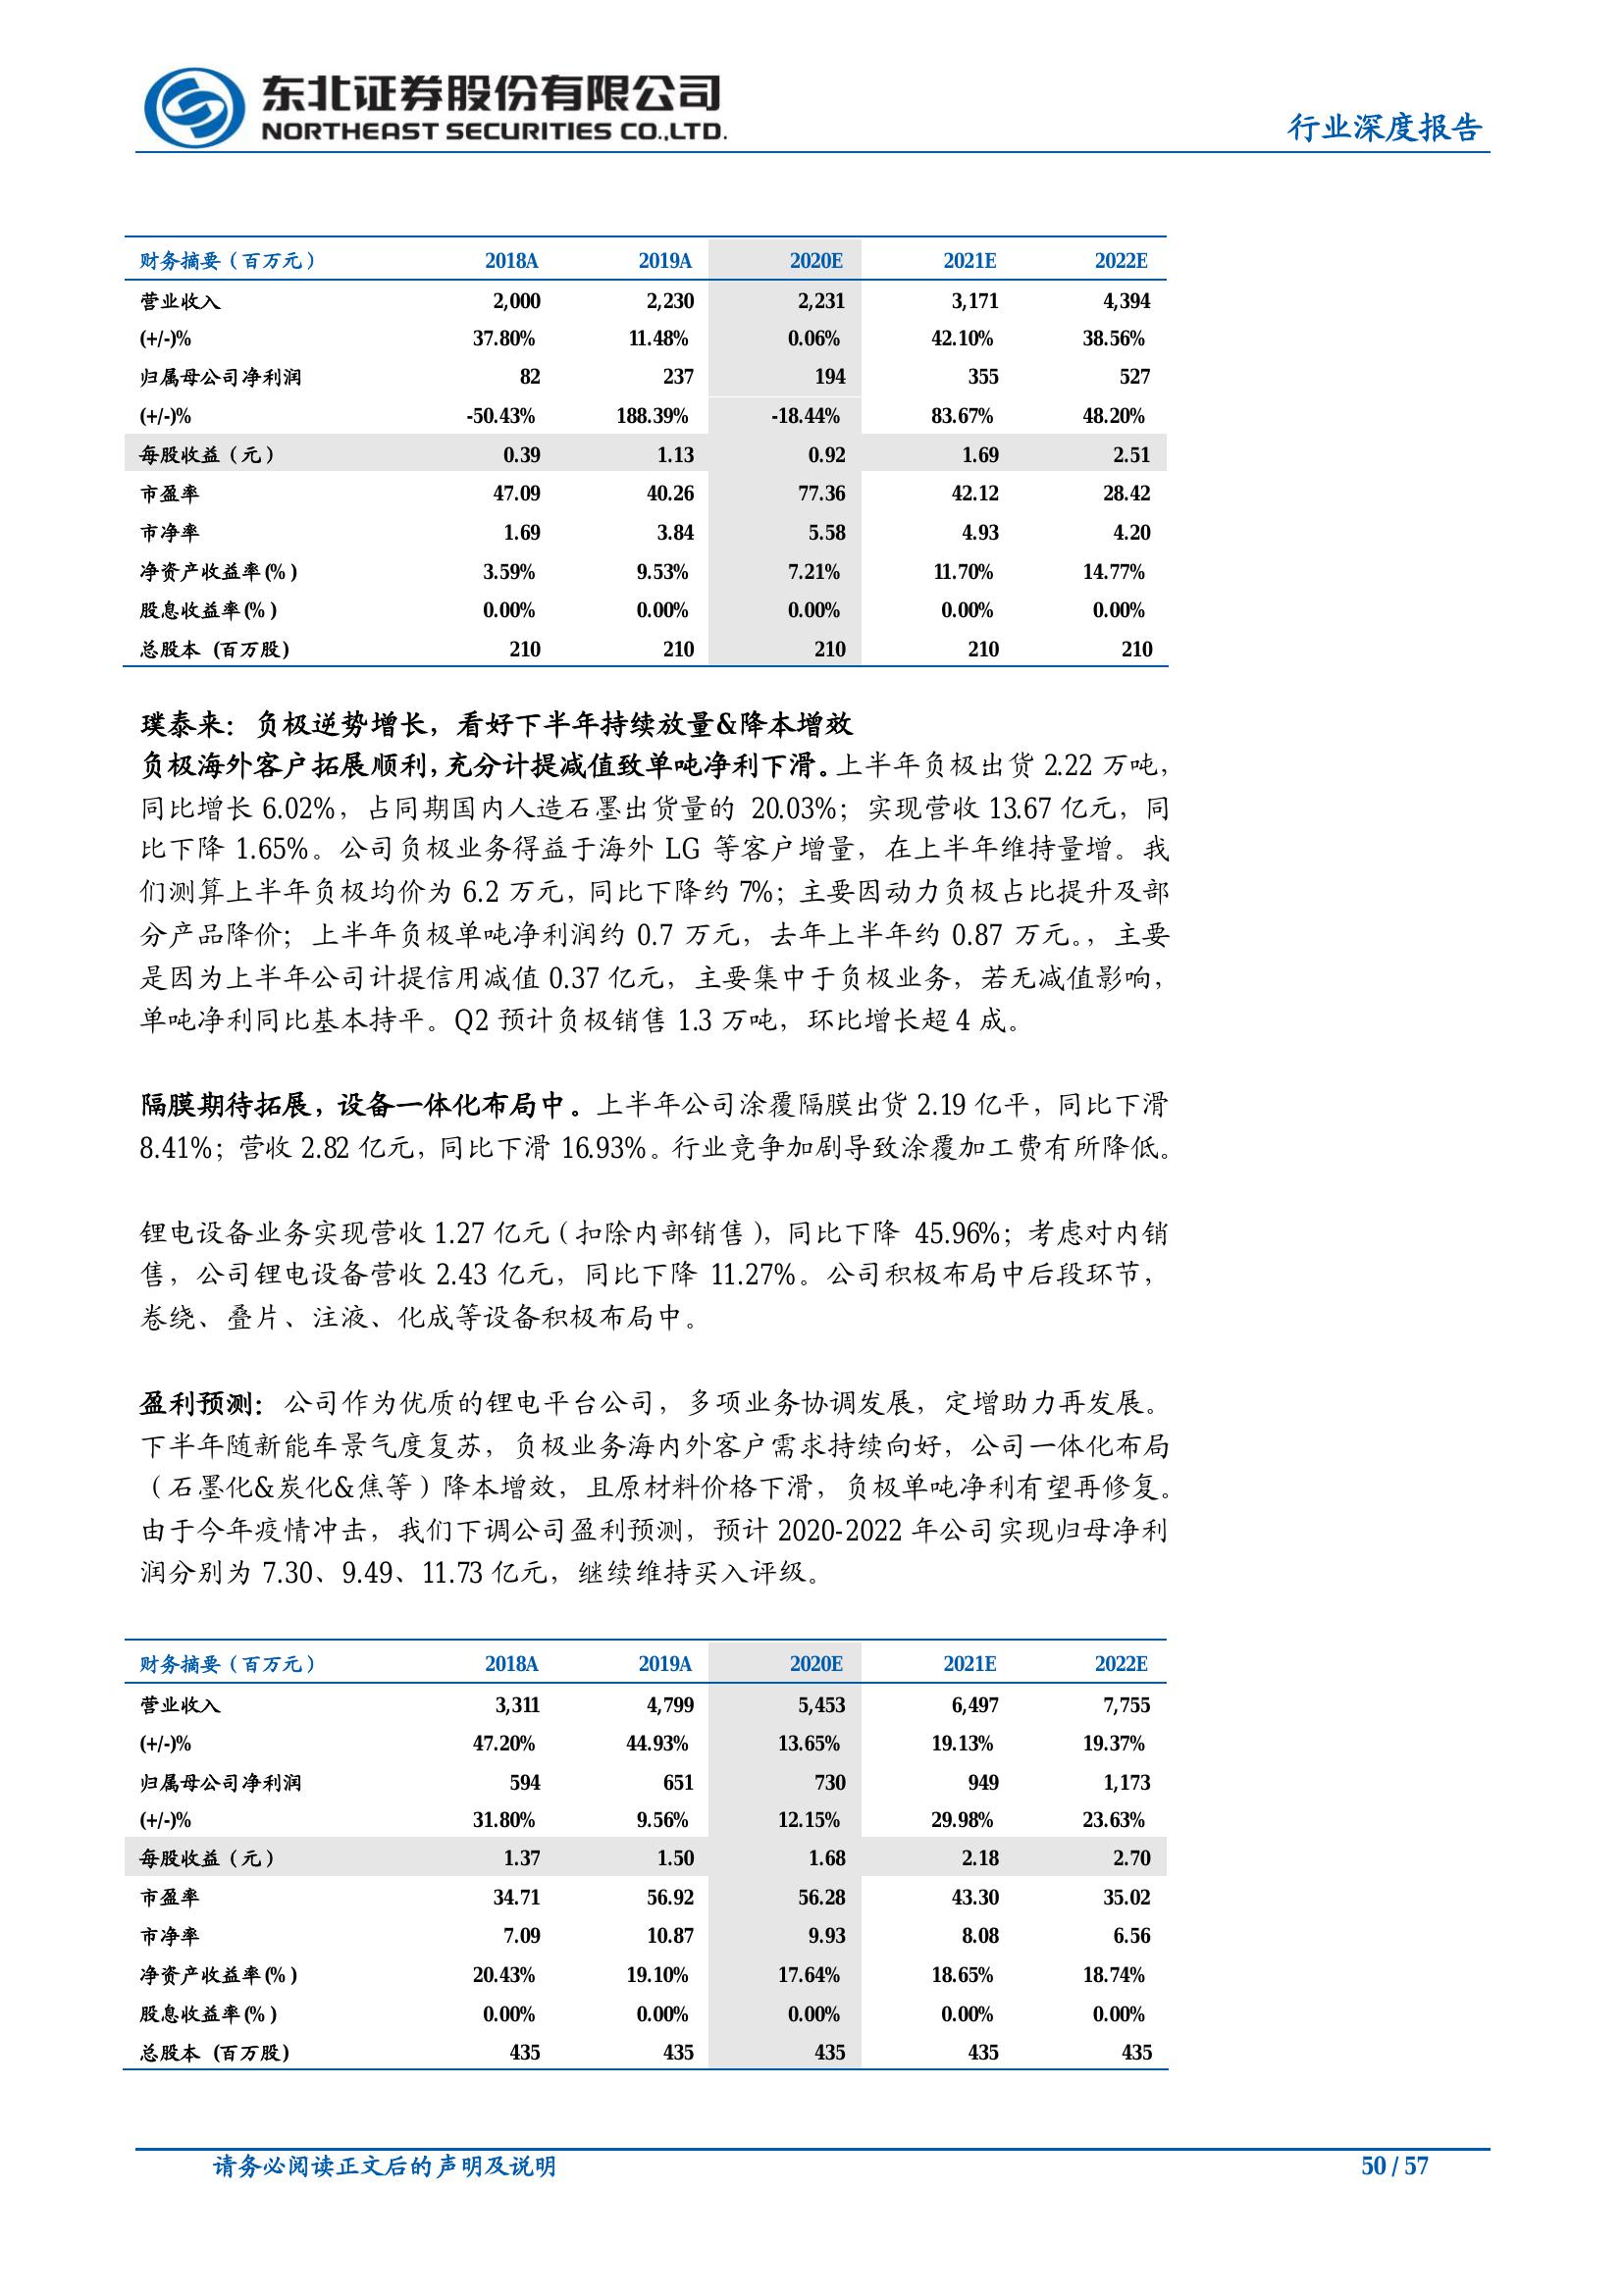 东北证券股份有限公司
NORTHEAST SECURITIES CO.,LTD.
行业深度报告
财务摘要（百万元） 2018A 2019A 2020E 2021E 2022E
营业收入 2,000 2,230 2,231 3,171 4,394
(+/-)% 37.80% 11.48% 0.06% 42.10% 38.56%
归属母公司净利润 82 237 194 355 527
(+/-)% -50.43% 188.39% -18.44% 83.67% 48.20%
每股收益（元） 0.39 1.13 0.92 1.69 2.51
市盈率 47.09 40.26 77.36 42.12 28.42
市净率 1.69 3.84 5.58 4.93 4.20
净资产收益率(%) 3.59% 9.53% 7.21% 11.70% 14.77%
股息收益率(%) 0.00% 0.00% 0.00% 0.00% 0.00%
总股本 (百万股) 210 210 210 210 210
璞泰来：负极逆势增长，看好下半年持续放量&降本增效
负极海外客户拓展顺利，充分计提减值致单吨净利下滑。上半年负极出货 2.22 万吨，
同比增长 6.02%，占同期国内人造石墨出货量的 20.03%；实现营收 13.67 亿元，同
比下降 1.65%。公司负极业务得益于海外 LG 等客户增量，在上半年维持量增。我
们测算上半年负极均价为 6.2 万元，同比下降约 7%；主要因动力负极占比提升及部
分产品降价；上半年负极单吨净利润约 0.7 万元，去年上半年约 0.87 万元。，主要
是因为上半年公司计提信用减值 0.37 亿元，主要集中于负极业务，若无减值影响，
单吨净利同比基本持平。Q2 预计负极销售 1.3 万吨，环比增长超 4 成。
隔膜期待拓展，设备一体化布局中。上半年公司涂覆隔膜出货 2.19 亿平，同比下滑
8.41%；营收 2.82 亿元，同比下滑 16.93%。行业竞争加剧导致涂覆加工费有所降低。
锂电设备业务实现营收 1.27 亿元（扣除内部销售），同比下降 45.96%；考虑对内销
售，公司锂电设备营收 2.43 亿元，同比下降 11.27%。公司积极布局中后段环节，
卷绕、叠片、注液、化成等设备积极布局中。
盈利预测：公司作为优质的锂电平台公司，多项业务协调发展，定增助力再发展。
下半年随新能车景气度复苏，负极业务海内外客户需求持续向好，公司一体化布局
（石墨化&炭化&焦等）降本增效，且原材料价格下滑，负极单吨净利有望再修复。
由于今年疫情冲击，我们下调公司盈利预测，预计 2020-2022 年公司实现归母净利
润分别为 7.30、9.49、11.73 亿元，继续维持买入评级。
财务摘要（百万元） 2018A 2019A 2020E 2021E 2022E
营业收入 3,311 4,799 5,453 6,497 7,755
(+/-)% 47.20% 44.93% 13.65% 19.13% 19.37%
归属母公司净利润 594 651 730 949 1,173
(+/-)% 31.80% 9.56% 12.15% 29.98% 23.63%
每股收益（元） 1.37 1.50 1.68 2.18 2.70
市盈率 34.71 56.92 56.28 43.30 35.02
市净率 7.09 10.87 9.93 8.08 6.56
净资产收益率(%) 20.43% 19.10% 17.64% 18.65% 18.74%
股息收益率(%) 0.00% 0.00% 0.00% 0.00% 0.00%
总股本 (百万股) 435 435 435 435 435
请务必阅读正文后的声明及说明
50 / 57